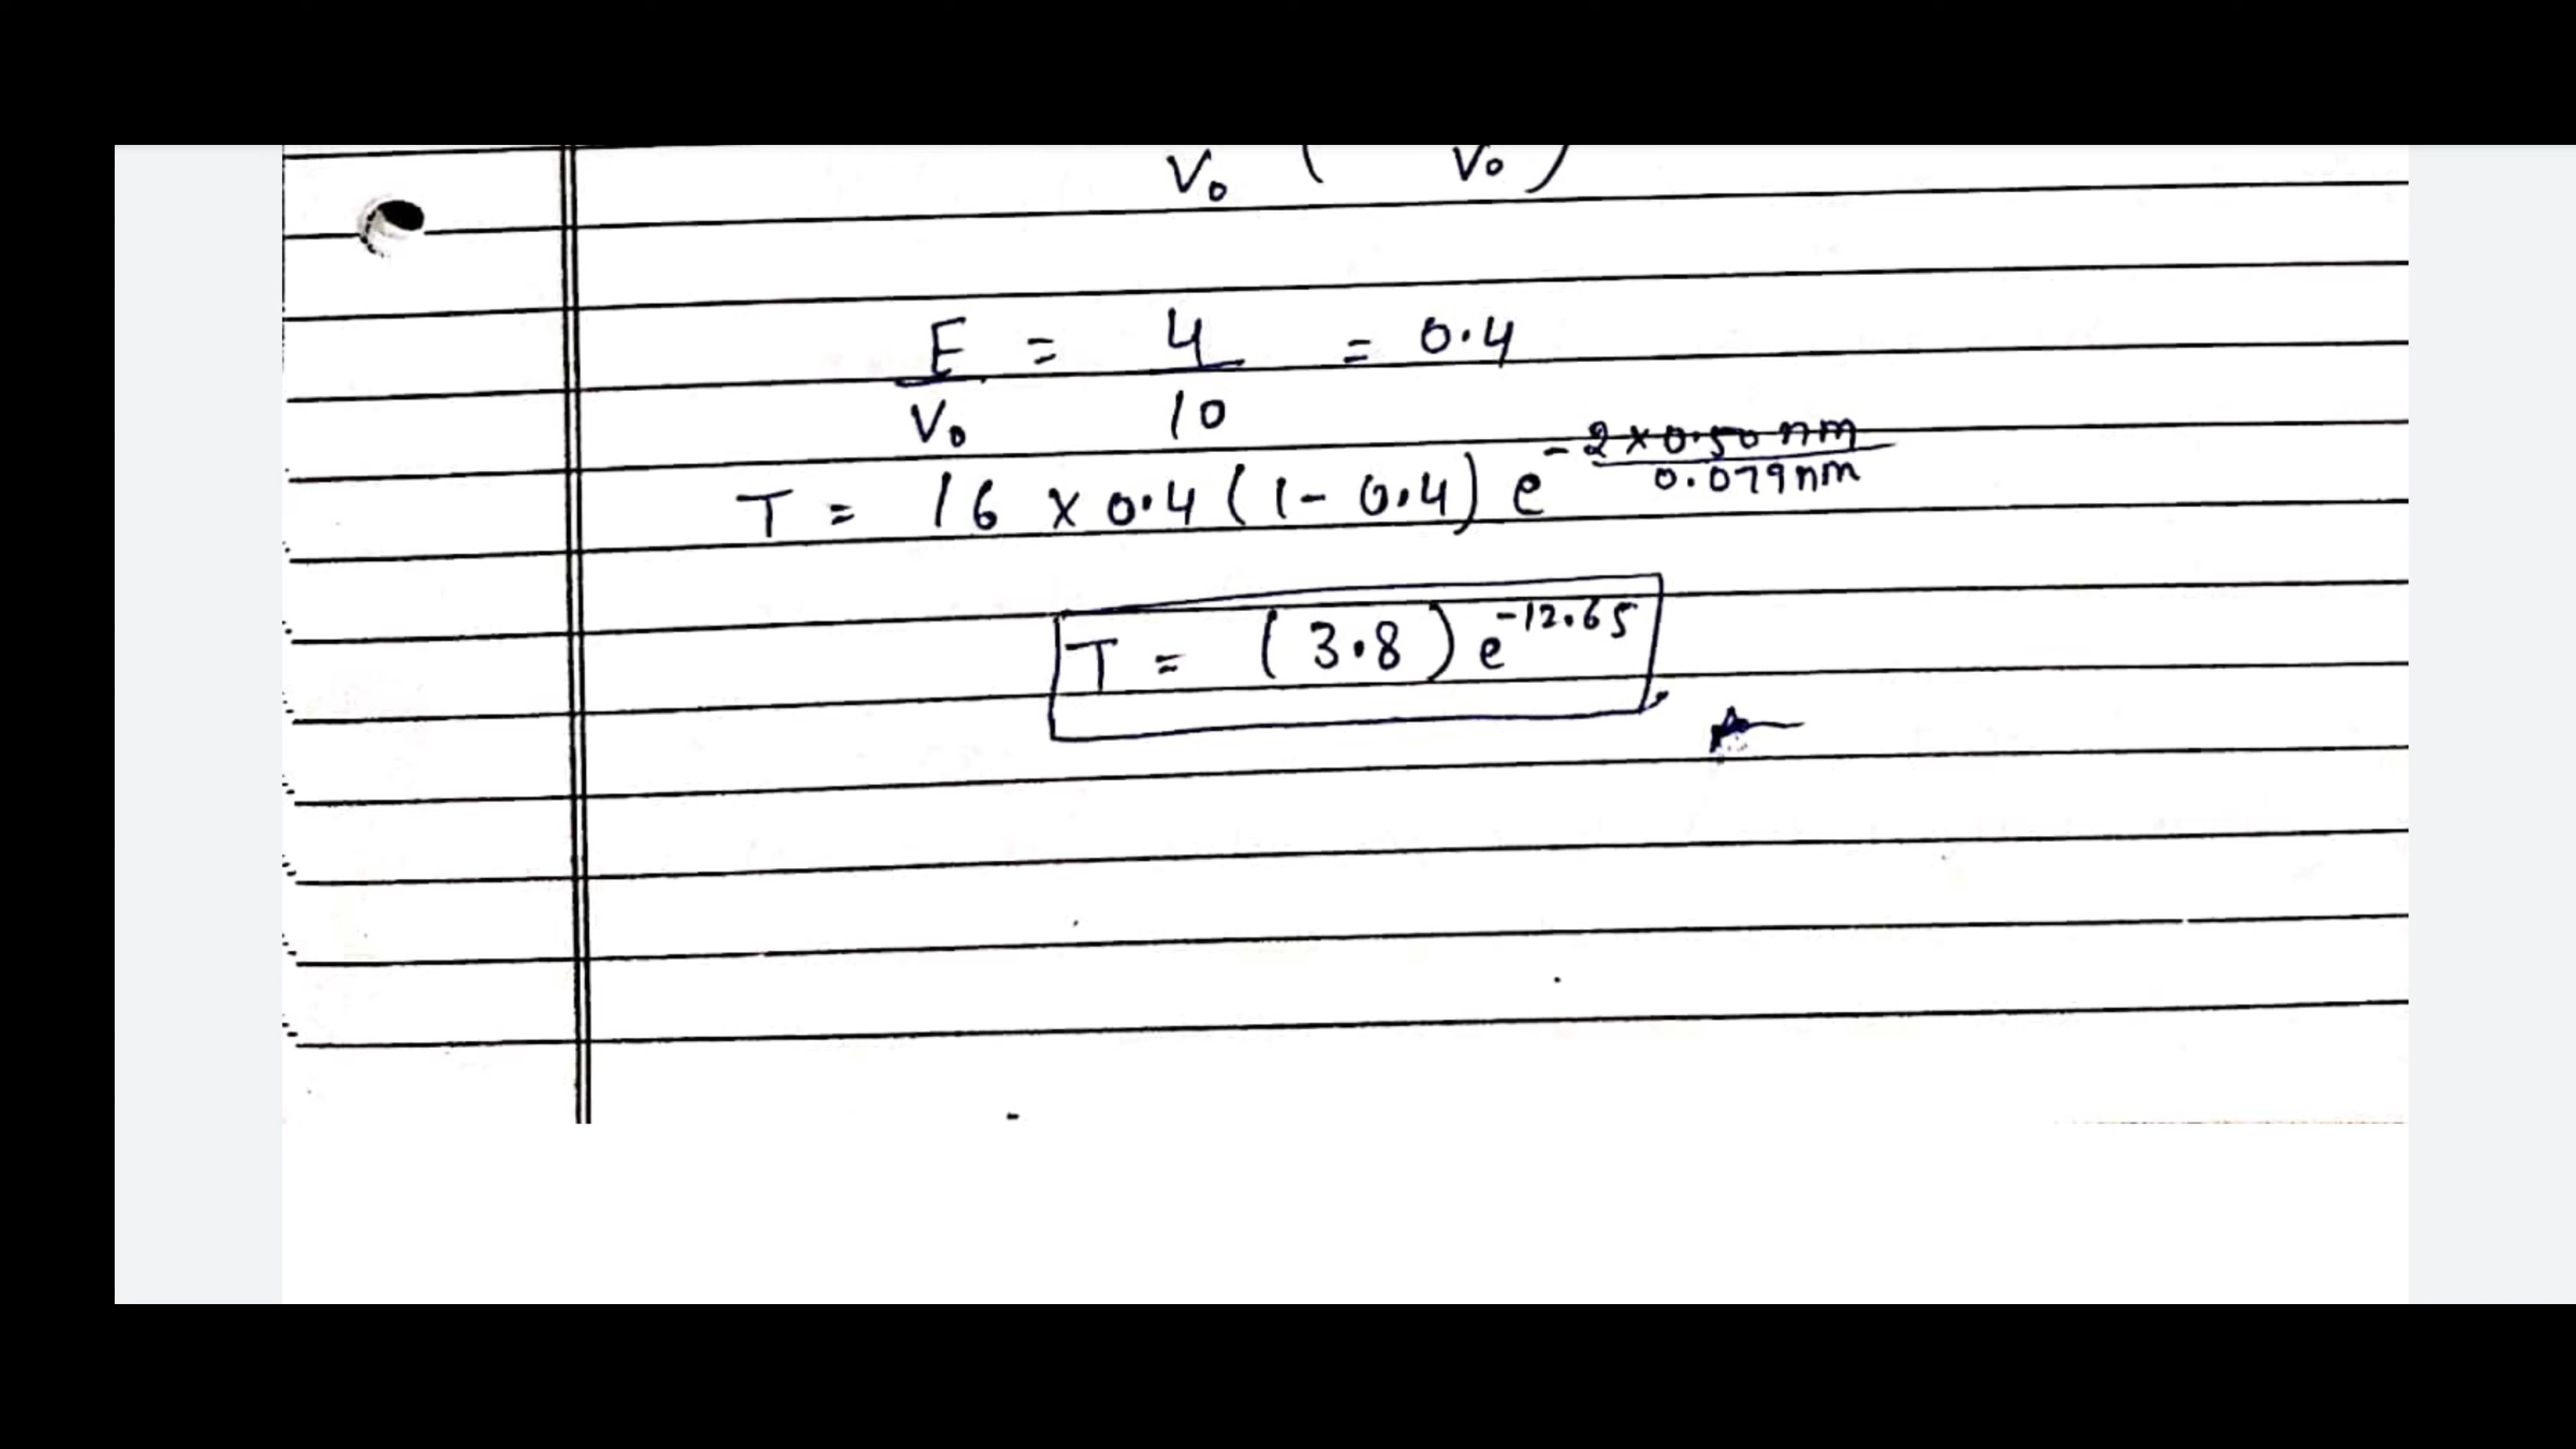 V₀ ( V₀ )
E/V₀ = 4/10 = 0.4
T = 16 × 0.4 (1 - 0.4) e^(-2 × 0.50 nm / 0.079 nm)
T = (3.8) e^(-12.65)